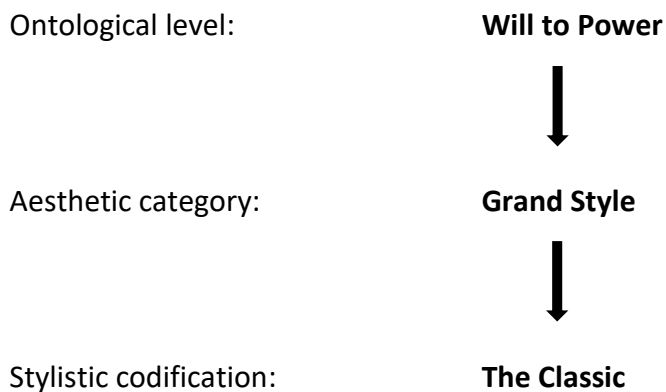 Ontological level: Will to Power
Aesthetic category: Grand Style
Stylistic codification: The Classic